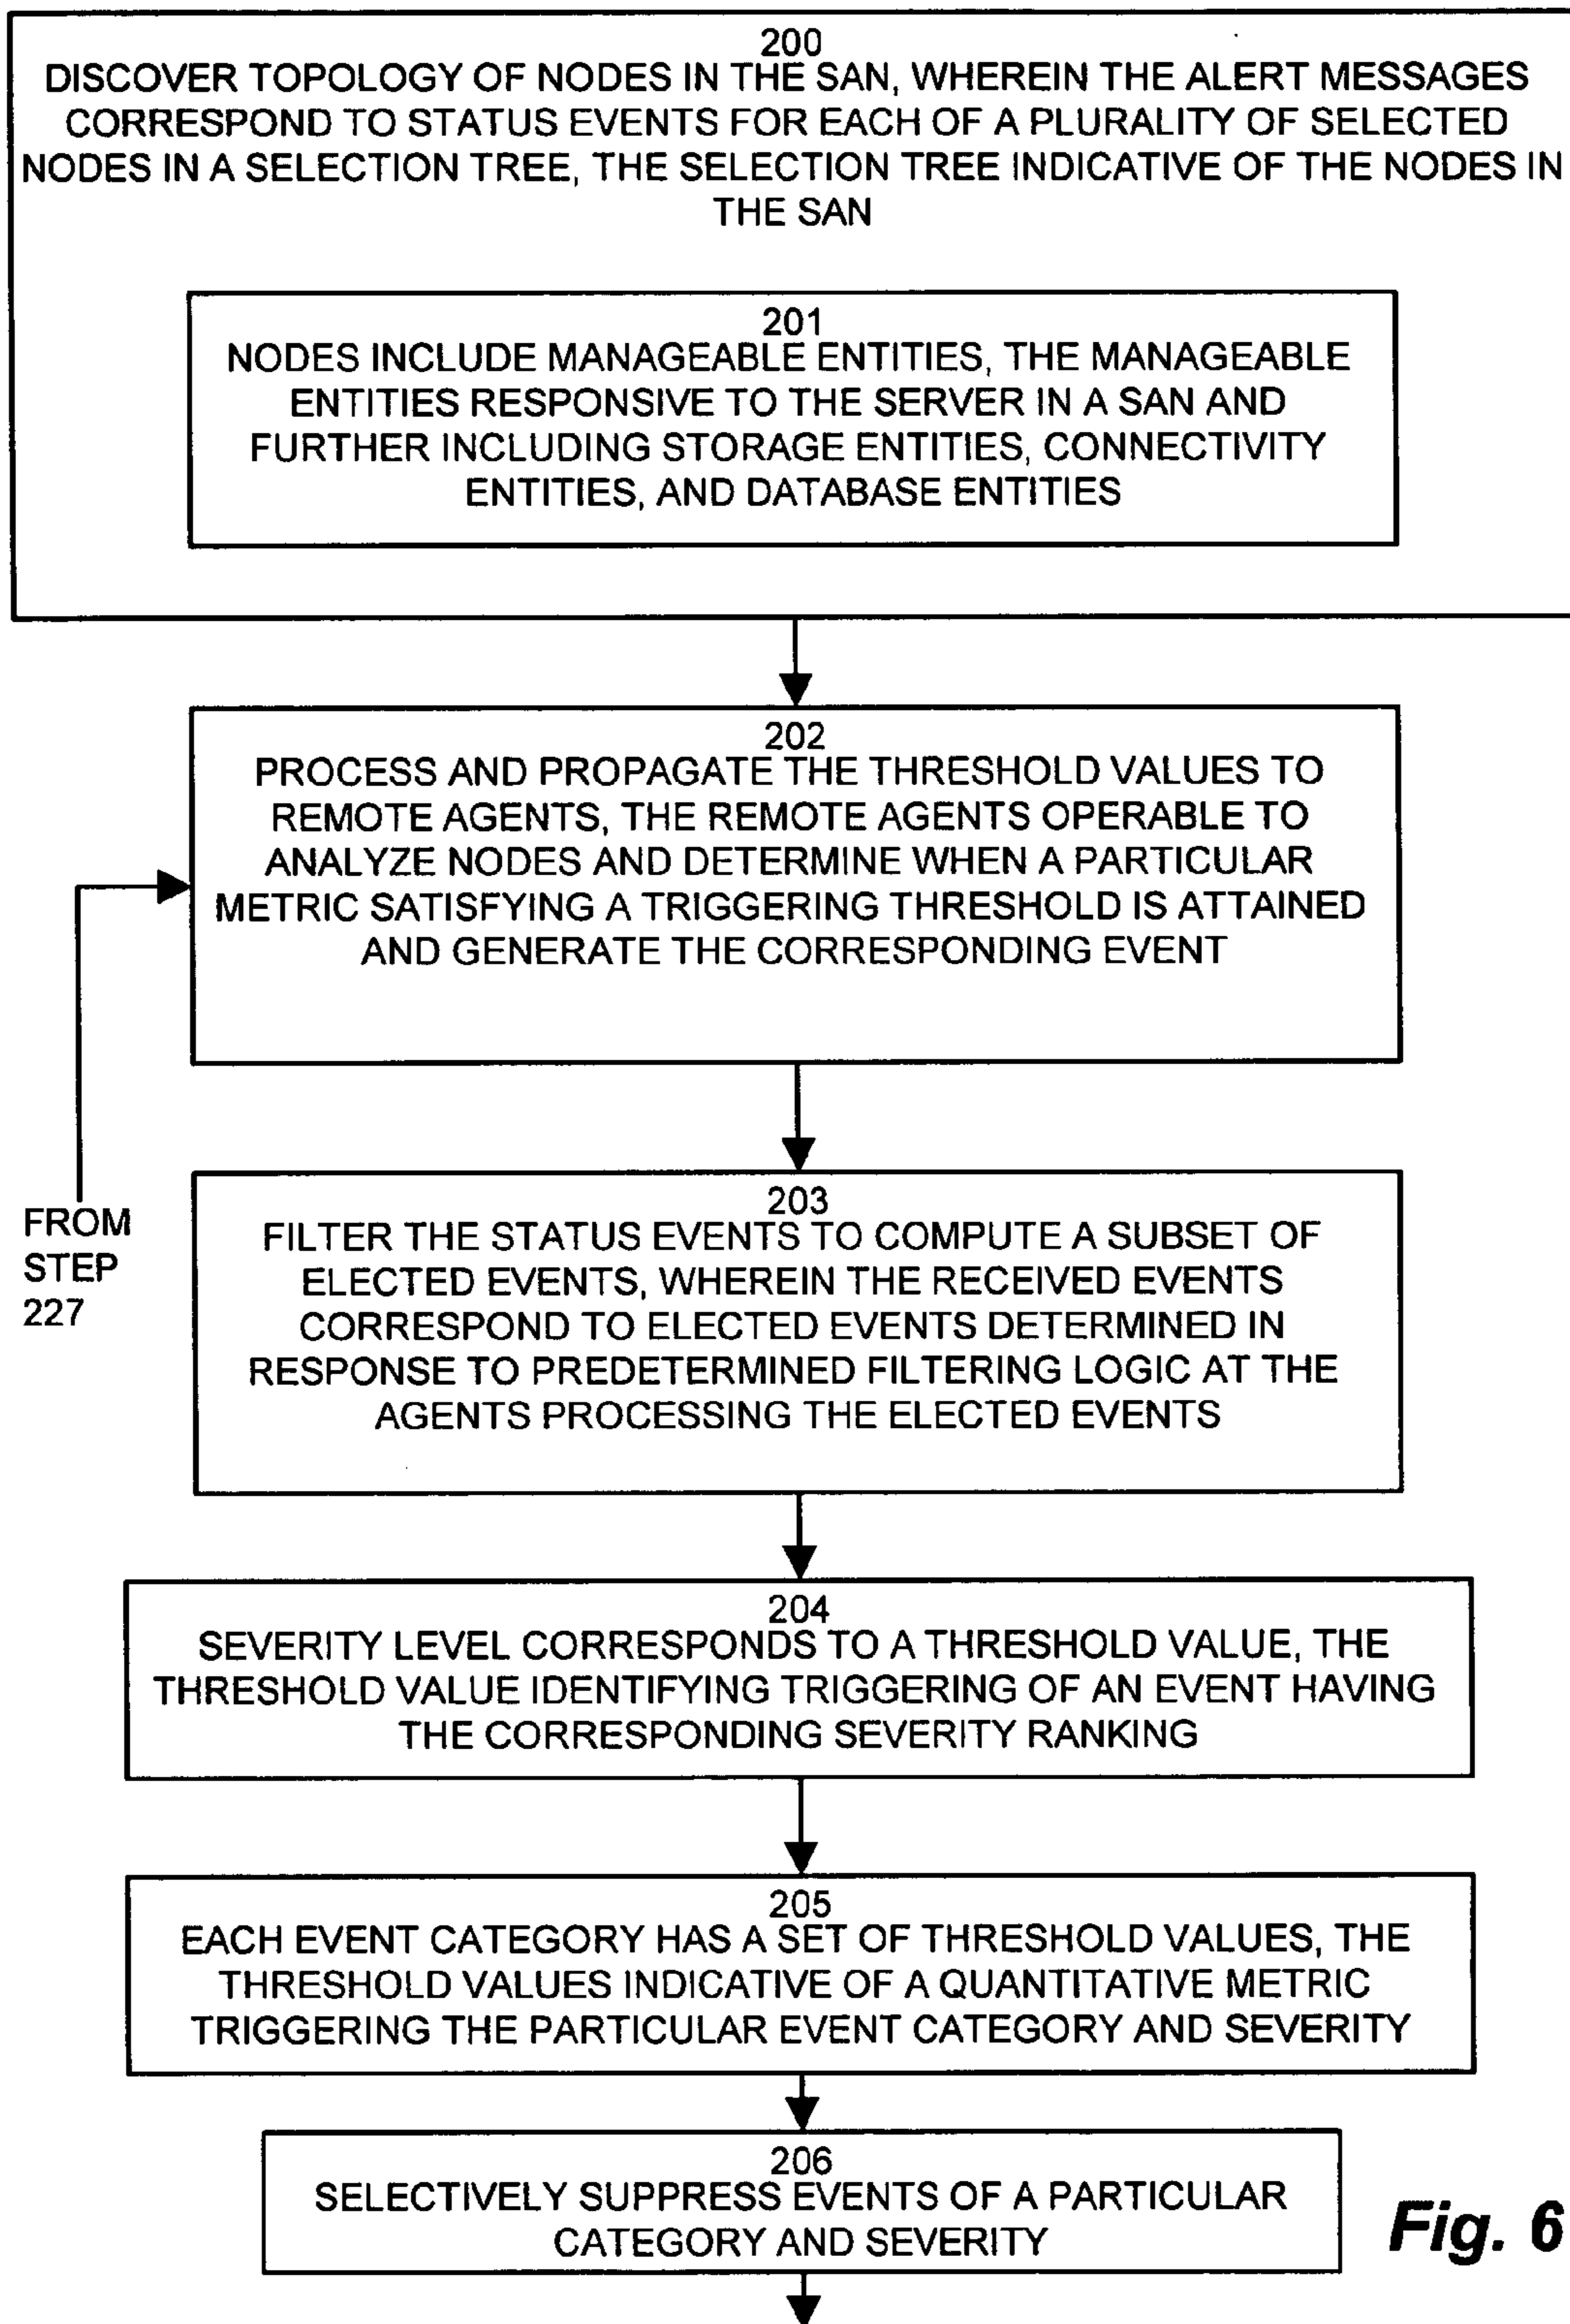 200
DISCOVER TOPOLOGY OF NODES IN THE SAN, WHEREIN THE ALERT MESSAGES
CORRESPOND TO STATUS EVENTS FOR EACH OF A PLURALITY OF SELECTED
NODES IN A SELECTION TREE, THE SELECTION TREE INDICATIVE OF THE NODES IN
THE SAN
201
NODES INCLUDE MANAGEABLE ENTITIES, THE MANAGEABLE
ENTITIES RESPONSIVE TO THE SERVER IN A SAN AND
FURTHER INCLUDING STORAGE ENTITIES, CONNECTIVITY
ENTITIES, AND DATABASE ENTITIES
202
PROCESS AND PROPAGATE THE THRESHOLD VALUES TO
REMOTE AGENTS, THE REMOTE AGENTS OPERABLE TO
ANALYZE NODES AND DETERMINE WHEN A PARTICULAR
METRIC SATISFYING A TRIGGERING THRESHOLD IS ATTAINED
AND GENERATE THE CORRESPONDING EVENT
FROM
STEP
227
203
FILTER THE STATUS EVENTS TO COMPUTE A SUBSET OF
ELECTED EVENTS, WHEREIN THE RECEIVED EVENTS
CORRESPOND TO ELECTED EVENTS DETERMINED IN
RESPONSE TO PREDETERMINED FILTERING LOGIC AT THE
AGENTS PROCESSING THE ELECTED EVENTS
204
SEVERITY LEVEL CORRESPONDS TO A THRESHOLD VALUE, THE
THRESHOLD VALUE IDENTIFYING TRIGGERING OF AN EVENT HAVING
THE CORRESPONDING SEVERITY RANKING
205
EACH EVENT CATEGORY HAS A SET OF THRESHOLD VALUES, THE
THRESHOLD VALUES INDICATIVE OF A QUANTITATIVE METRIC
TRIGGERING THE PARTICULAR EVENT CATEGORY AND SEVERITY
206
SELECTIVELY SUPPRESS EVENTS OF A PARTICULAR
CATEGORY AND SEVERITY
Fig. 6